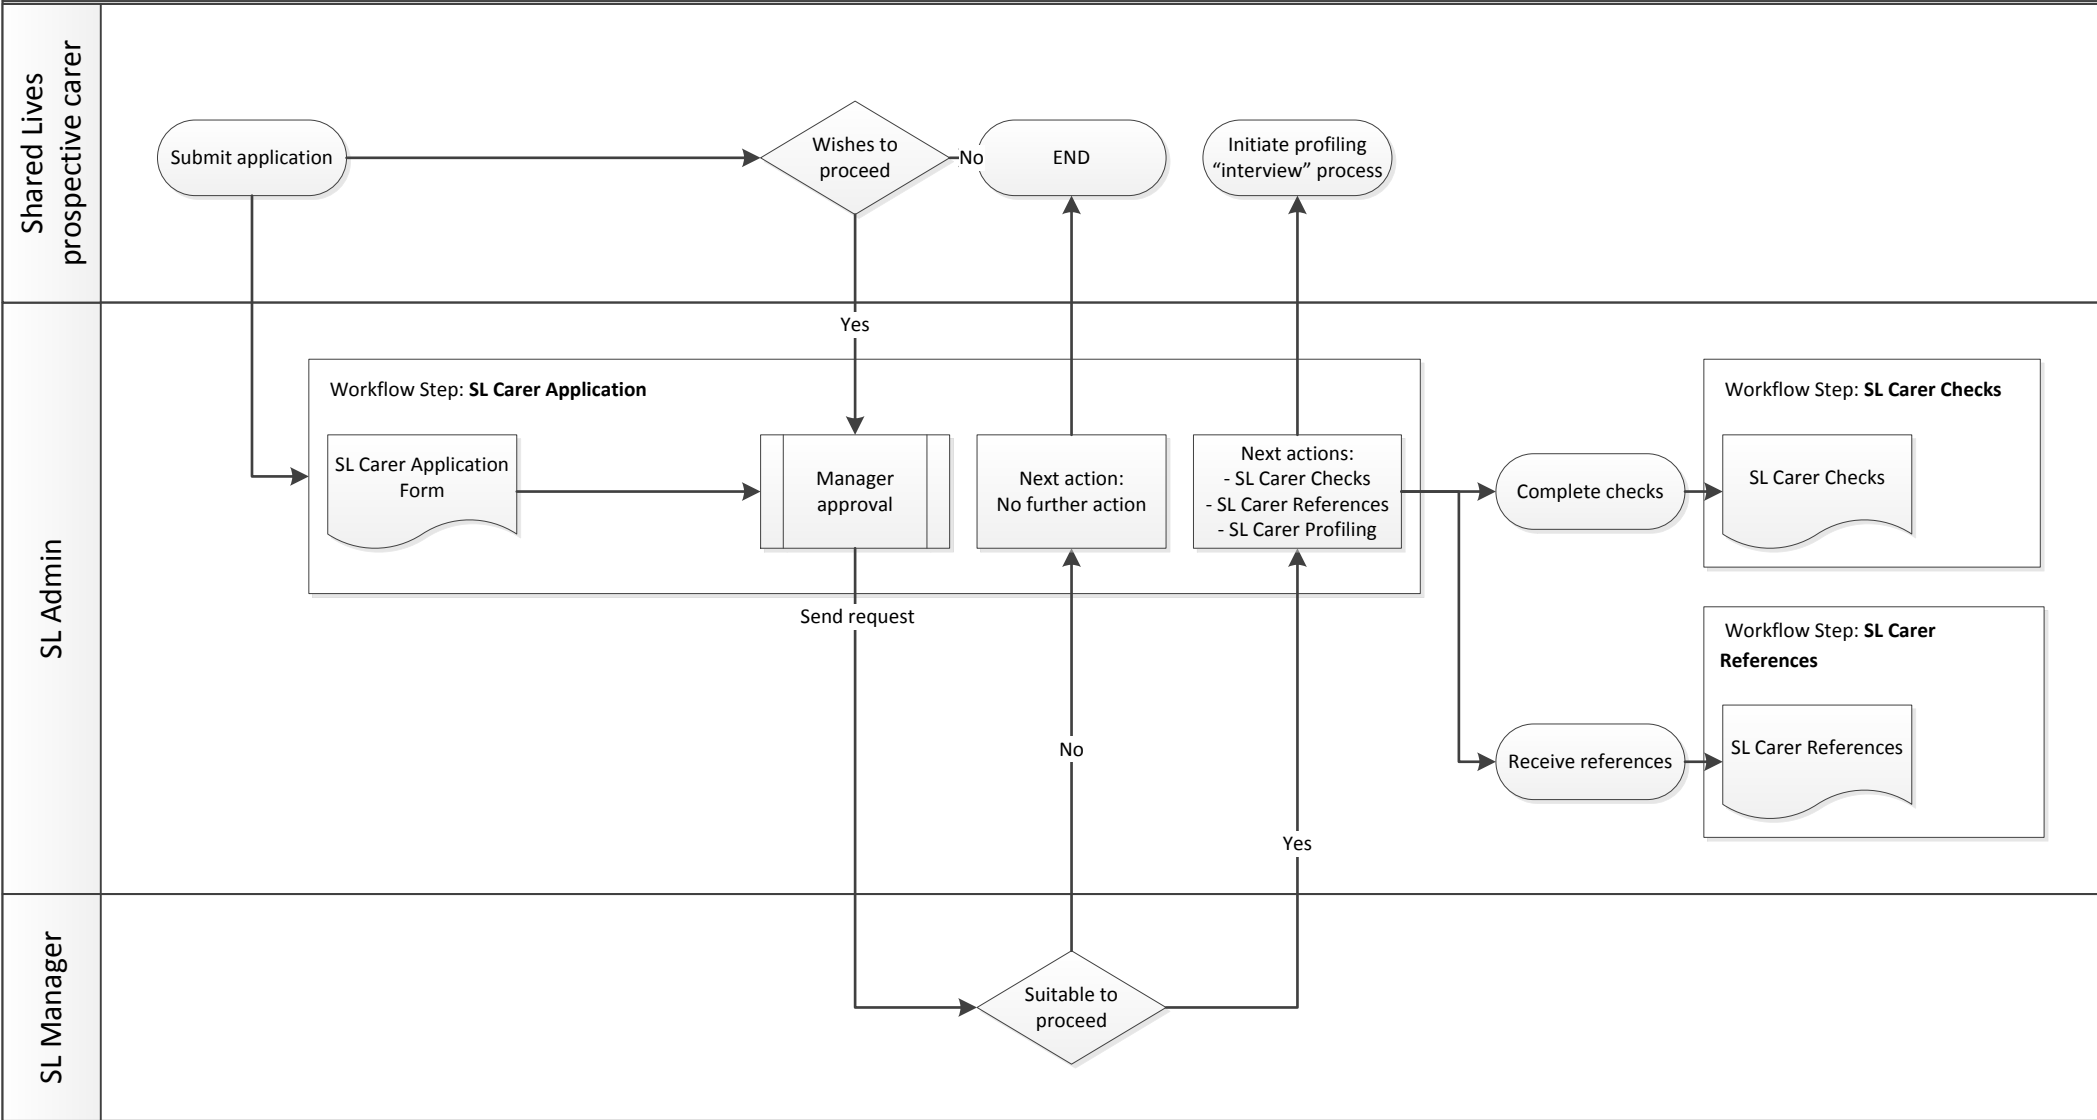 Shared Lives
prospective carer
Submit application
Wishes to
proceed
No
END
Initiate profiling
“interview” process
SL Admin
Yes
Workflow Step: SL Carer Application
SL Carer Application
Form
Manager
approval
Next action:
No further action
Next actions:
- SL Carer Checks
- SL Carer References
- SL Carer Profiling
Complete checks
Workflow Step: SL Carer Checks
SL Carer Checks
Send request
No
Yes
Receive references
Workflow Step: SL Carer
References
SL Carer References
SL Manager
Suitable to
proceed